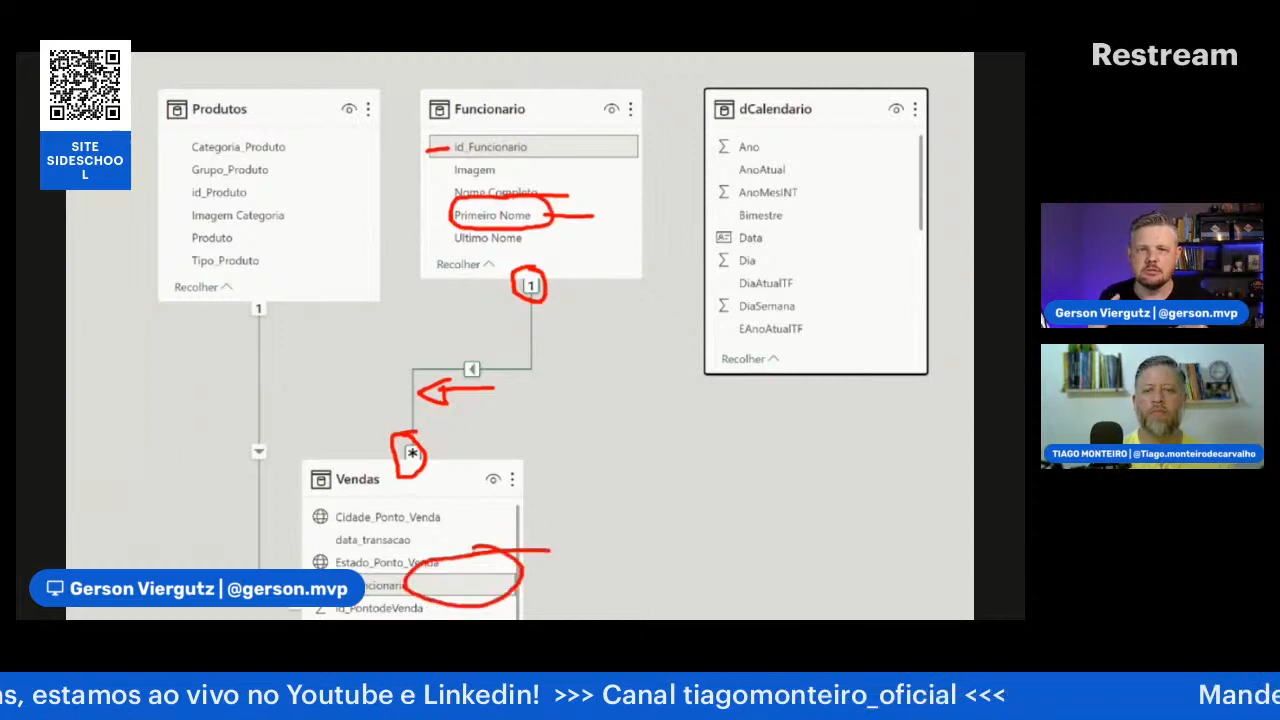 Restream
SITE
SIDESCHOO
L
Produtos
Categoria_Produto
Grupo_Produto
id_Produto
Imagem Categoria
Produto
Tipo_Produto
Recolher
1
Funcionario
id_Funcionario
Imagem
Nome Completo
Primeiro Nome
Ultimo Nome
Recolher
1
dCalendario
Ano
AnoAtual
AnoMesINT
Bimestre
Data
Dia
DiaAtualTF
DiaSemana
EAnoAtualTF
Recolher
*
Vendas
Cidade_Ponto_Venda
data_transacao
Estado_Ponto_Venda
id_PontodeVenda
Gerson Viergutz | @gerson.mvp
Gerson Viergutz | @gerson.mvp
TIAGO MONTEIRO | @Tiago.monteirodecarvalho
estamos ao vivo no Youtube e Linkedin! >>> Canal tiagomonteiro_oficial <<<